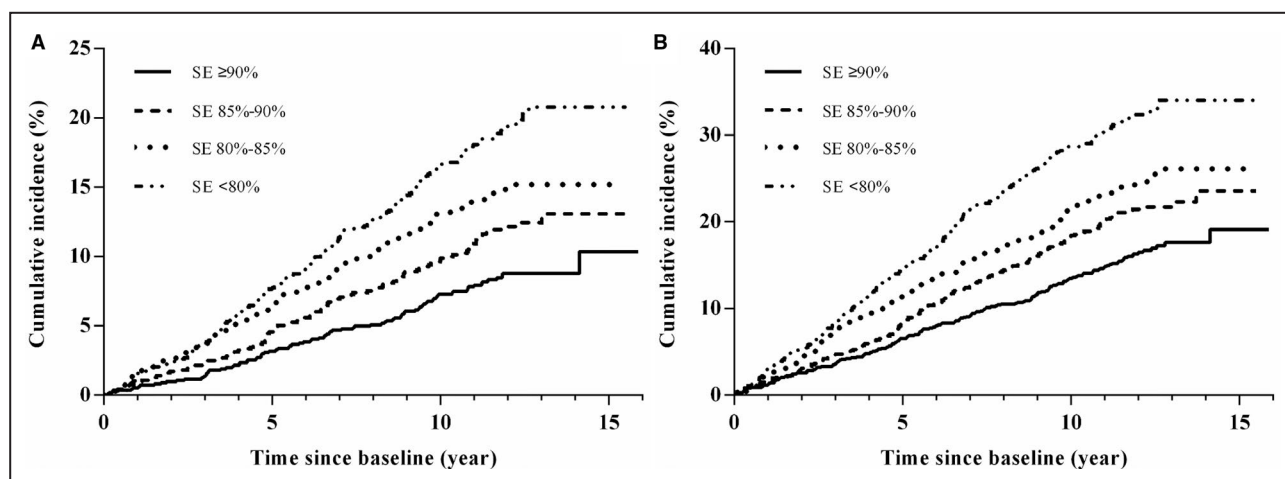 A
Cumulative incidence (%)
25
20
15
10
5
0
SE ≥90%
SE 85%-90%
SE 80%-85%
SE <80%
0
5
10
15
Time since baseline (year)
B
Cumulative incidence (%)
40
30
20
10
0
SE ≥90%
SE 85%-90%
SE 80%-85%
SE <80%
0
5
10
15
Time since baseline (year)